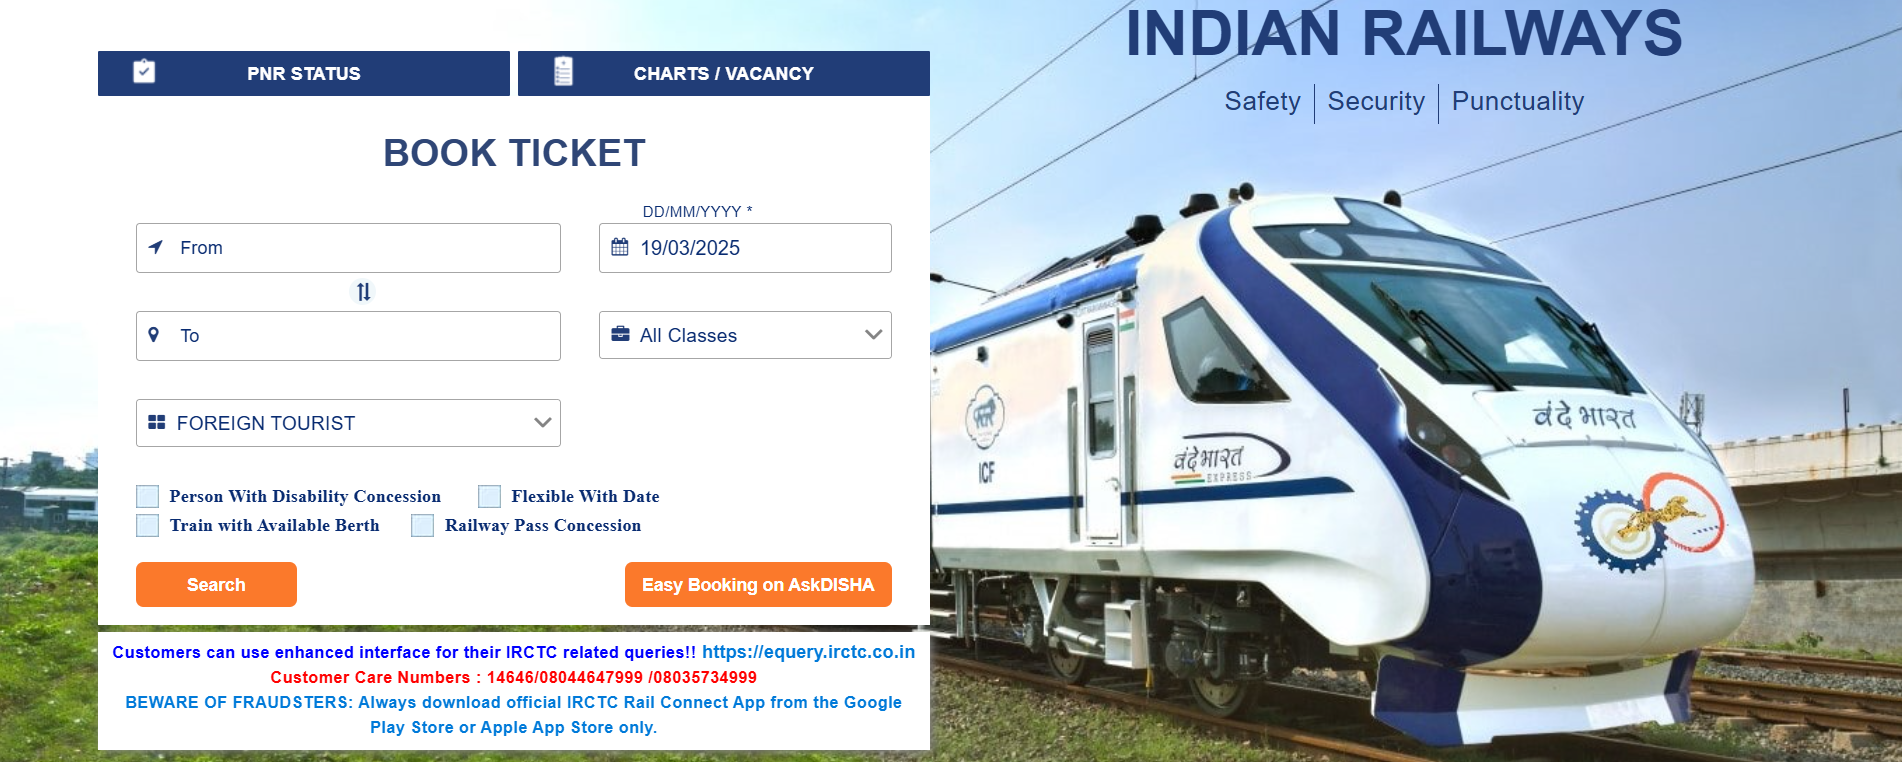 INDIAN RAILWAYS
Safety | Security | Punctuality
PNR STATUS
CHARTS / VACANCY
BOOK TICKET
DD/MM/YYYY *
From
19/03/2025
To
All Classes
FOREIGN TOURIST
Person With Disability Concession
Flexible With Date
Train with Available Berth
Railway Pass Concession
Search
Easy Booking on AskDISHA
Customers can use enhanced interface for their IRCTC related queries!! https://equery.irctc.co.in
Customer Care Numbers : 14646/08044647999 /08035734999
BEWARE OF FRAUDSTERS: Always download official IRCTC Rail Connect App from the Google
Play Store or Apple App Store only.
वंदे भारत
ICF
वंदे भारत
EXPRESS